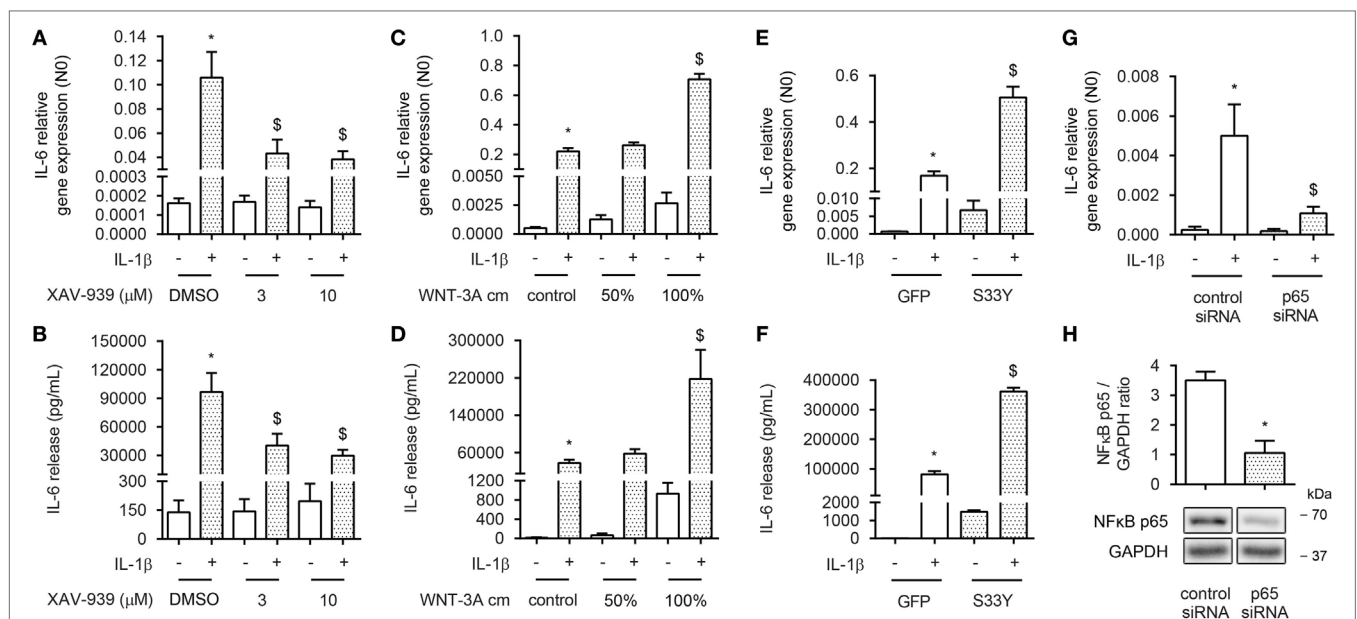 A
IL-6 relative
gene expression (N0)
0.14
0.12
0.10
0.08
0.06
0.04
0.0003
0.0002
0.0001
0.0000
*
$
$
IL-1β
- + - + - +
XAV-939 (μM) DMSO 3 10
B
IL-6 release (pg/mL)
150000
120000
90000
60000
30000
300
150
0
*
$
$
IL-1β
- + - + - +
XAV-939 (μM) DMSO 3 10
C
IL-6 relative
gene expression (N0)
1.0
0.8
0.6
0.4
0.2
0.0050
0.0025
0.0000
*
$
IL-1β
- + - + - +
WNT-3A cm control 50% 100%
D
IL-6 release (pg/mL)
300000
220000
140000
60000
1200
800
400
0
*
$
IL-1β
- + - + - +
WNT-3A cm control 50% 100%
E
IL-6 relative
gene expression (N0)
0.6
0.4
0.2
0.010
0.005
0.000
*
$
IL-1β
- + - +
GFP S33Y
F
IL-6 release (pg/mL)
400000
300000
200000
100000
2000
1000
0
*
$
IL-1β
- + - +
GFP S33Y
G
IL-6 relative
gene expression (N0)
0.008
0.006
0.004
0.002
0.000
*
$
IL-1β
- + - +
control p65
siRNA siRNA
H
NFκB p65 /
GAPDH ratio
4
3
2
1
0
*
kDa
NFκB p65
– 70
GAPDH
– 37
control p65
siRNA siRNA